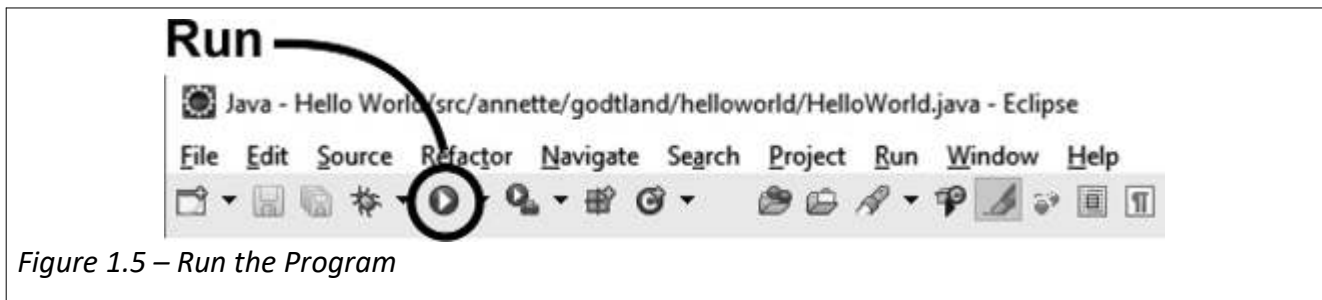 Run
Java - Hello World/src/annette/godtland/helloworld/HelloWorld.java - Eclipse
File Edit Source Refactor Navigate Search Project Run Window Help
Figure 1.5 – Run the Program